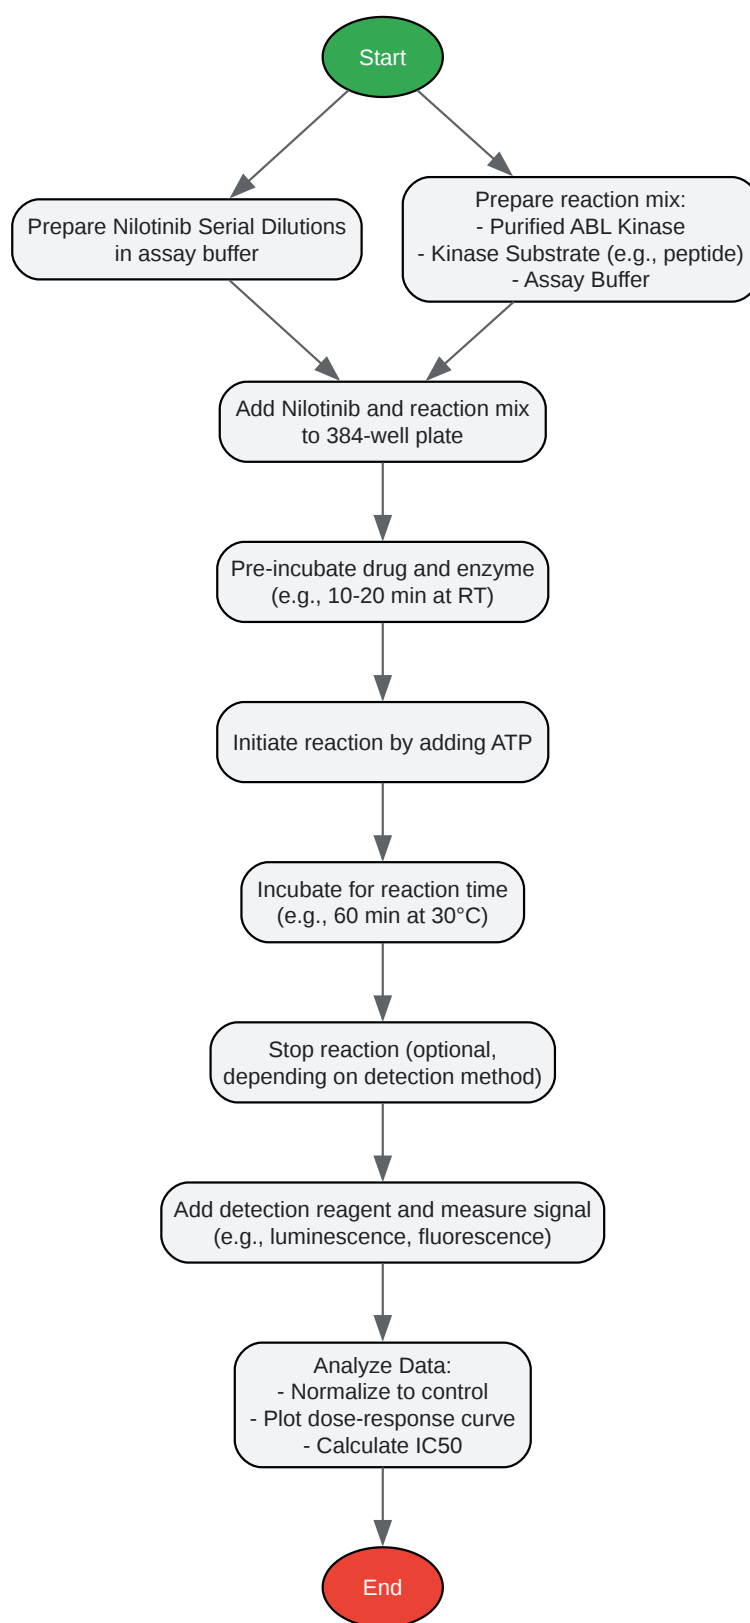 Start
Prepare Nilotinib Serial Dilutions
in assay buffer
Prepare reaction mix:
- Purified ABL Kinase
- Kinase Substrate (e.g., peptide)
- Assay Buffer
Add Nilotinib and reaction mix
to 384-well plate
Pre-incubate drug and enzyme
(e.g., 10-20 min at RT)
Initiate reaction by adding ATP
Incubate for reaction time
(e.g., 60 min at 30°C)
Stop reaction (optional,
depending on detection method)
Add detection reagent and measure signal
(e.g., luminescence, fluorescence)
Analyze Data:
- Normalize to control
- Plot dose-response curve
- Calculate IC50
End